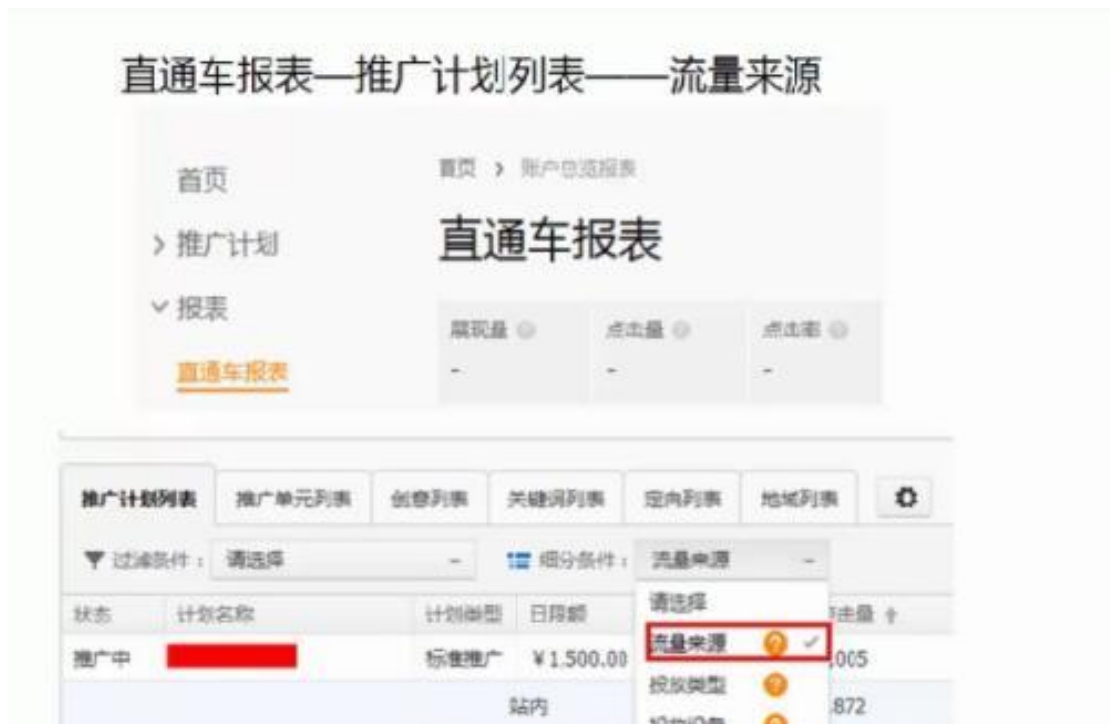 直通车报表—推广计划列表——流量来源
首页
> 推广计划
报表
直通车报表
首页 > 账户总览报表
直通车报表
展现量 点击量 点击率
- - -
推广计划列表 推广单元列表 创意列表 关键词列表 定向列表 地域列表
过滤条件: 请选择 细分条件: 流量来源
请选择
流量来源
投放类型
投放设备
状态 计划名称 计划类型 日限额 点击量
推广中 标准推广 ¥1,500.00 ,005
站内 ,872